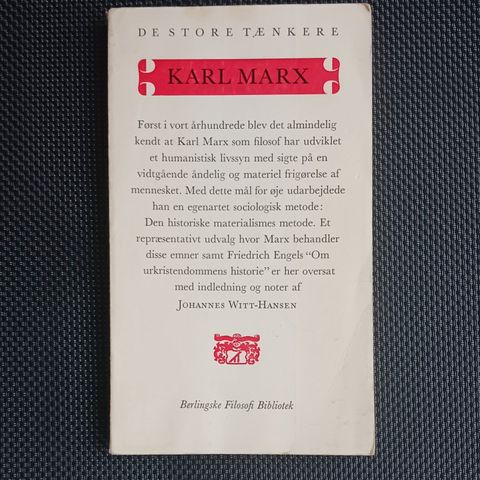 DE STORE TÆNKERE
KARL MARX
Først i vort århundrede blev det almindelig
kendt at Karl Marx som filosof har udviklet
et humanistisk livssyn med sigte på en
vidtgående åndelig og materiel frigørelse af
mennesket. Med dette mål for øje udarbejdede
han en egenartet sociologisk metode:
Den historiske materialismes metode. Et
repræsentativt udvalg hvor Marx behandler
disse emner samt Friedrich Engels "Om
urkristendommens historie" er her oversat
med indledning og noter af
JOHANNES WITT-HANSEN
Berlingske Filosofi Bibliotek